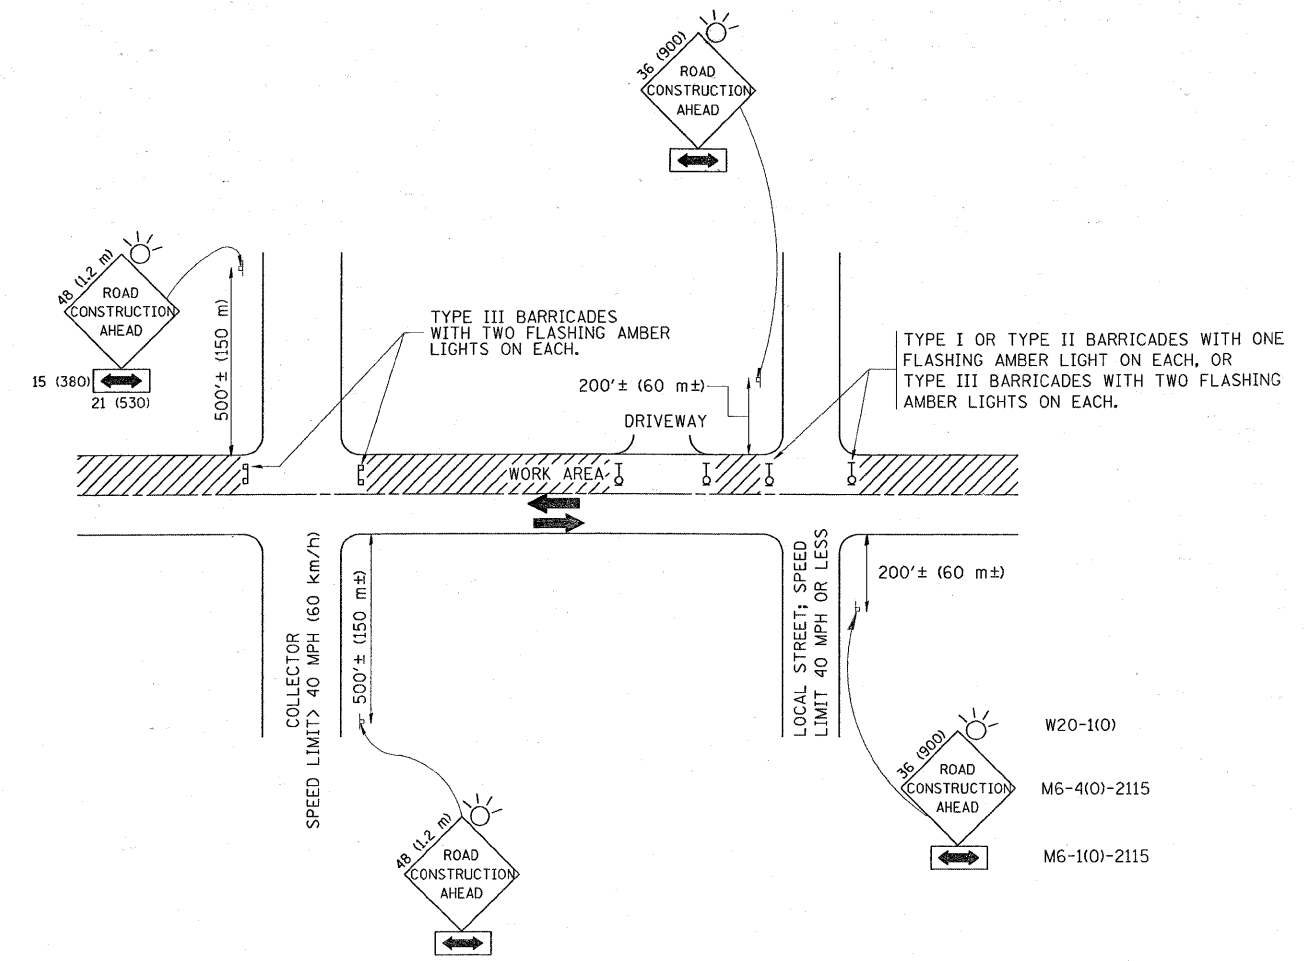 36 (900)
ROAD
CONSTRUCTION
AHEAD
48 (1.2 m)
ROAD
CONSTRUCTION
AHEAD
15 (380)
21 (530)
500'± (150 m)
TYPE III BARRICADES
WITH TWO FLASHING AMBER
LIGHTS ON EACH.
TYPE I OR TYPE II BARRICADES WITH ONE
FLASHING AMBER LIGHT ON EACH, OR
TYPE III BARRICADES WITH TWO FLASHING
AMBER LIGHTS ON EACH.
200'± (60 m±)
DRIVEWAY
WORK AREA
COLLECTOR
SPEED LIMIT> 40 MPH (60 km/h)
500'± (150 m±)
LOCAL STREET; SPEED
LIMIT 40 MPH OR LESS
200'± (60 m±)
36 (900)
ROAD
CONSTRUCTION
AHEAD
W20-1(O)
M6-4(O)-2115
M6-1(O)-2115
48 (1.2 m)
ROAD
CONSTRUCTION
AHEAD